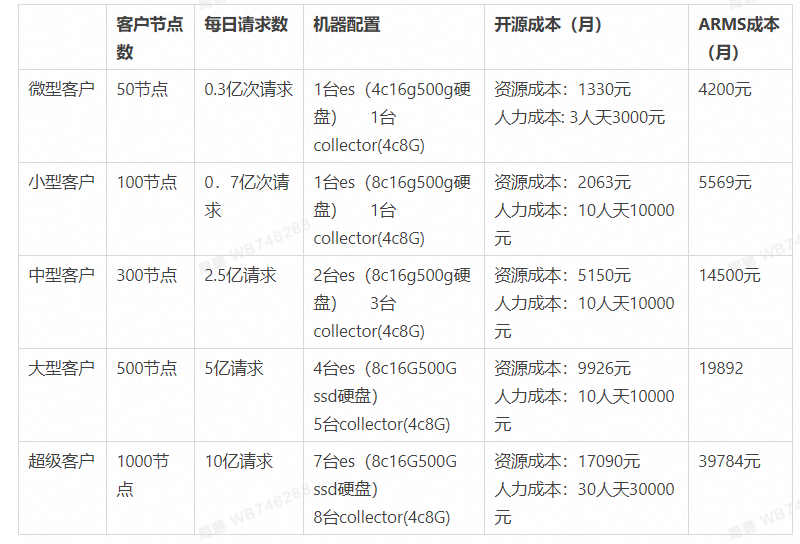 客户节点数 每日请求数 机器配置 开源成本（月） ARMS成本（月）
微型客户 50节点 0.3亿次请求 1台es（4c16g500g硬盘） 1台collector(4c8G) 资源成本：1330元 人力成本: 3人天3000元 4200元
小型客户 100节点 0．7亿次请求 1台es（8c16g500g硬盘） 1台collector(4c8G) 资源成本：2063元 人力成本：10人天10000元 5569元
中型客户 300节点 2.5亿请求 2台es（8c16g500g硬盘） 3台collector(4c8G) 资源成本：5150元 人力成本：10人天10000元 14500元
大型客户 500节点 5亿请求 4台es（8c16G500G ssd硬盘） 5台collector(4c8G) 资源成本：9926元 人力成本：10人天10000元 19892
超级客户 1000节点 10亿请求 7台es（8c16G500G ssd硬盘） 8台collector(4c8G) 资源成本：17090元 人力成本：30人天30000元 39784元
WB746288